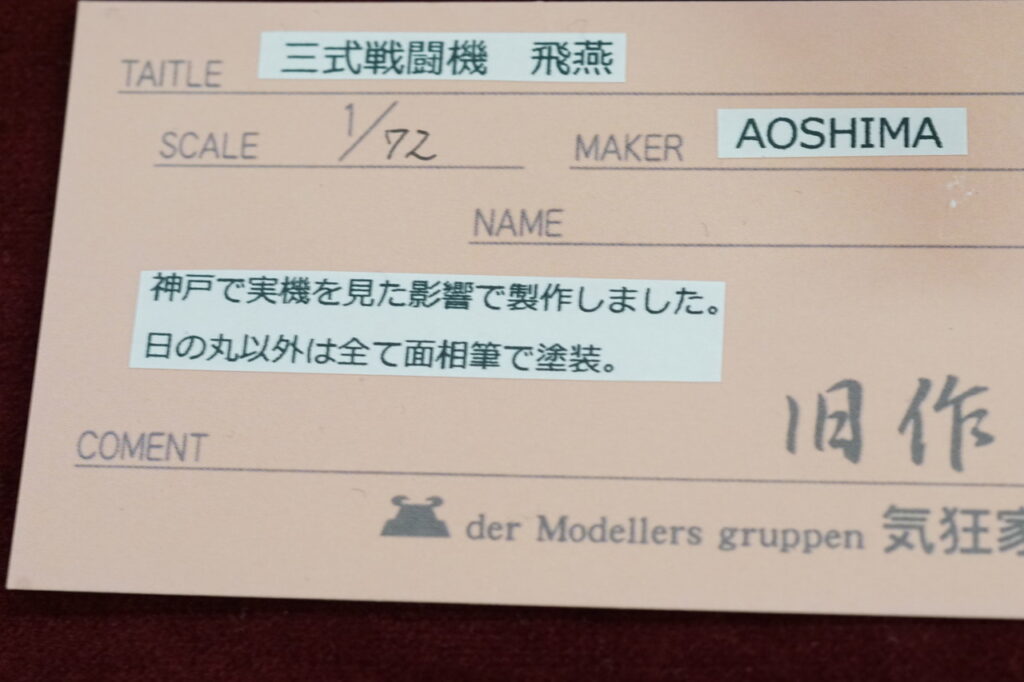 TAITLE 三式戦闘機 飛燕
SCALE 1/72 MAKER AOSHIMA
NAME
神戸で実機を見た影響で製作しました。
日の丸以外は全て面相筆で塗装。
旧作
COMENT
der Modellers gruppen 気狂家